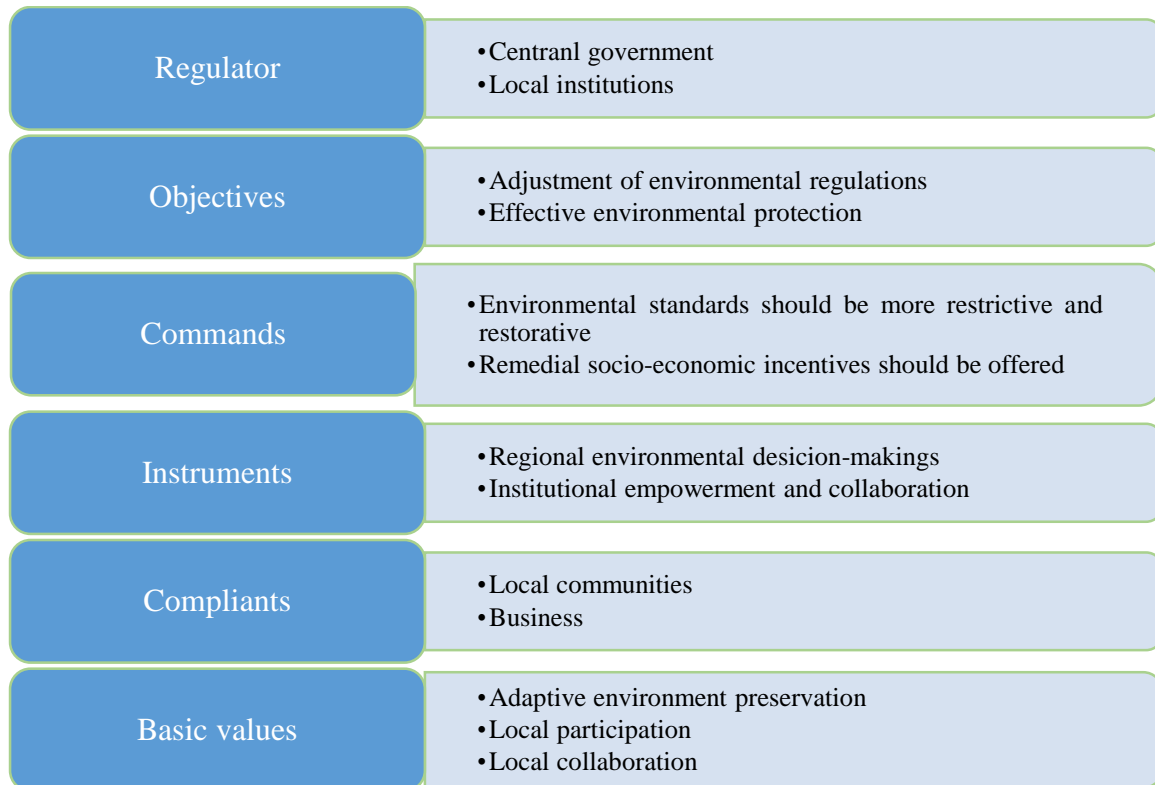 Regulator
•Centranl government
•Local institutions
Objectives
•Adjustment of environmental regulations
•Effective environmental protection
Commands
•Environmental standards should be more restrictive and
restorative
•Remedial socio-economic incentives should be offered
Instruments
•Regional environmental desicion-makings
•Institutional empowerment and collaboration
Compliants
•Local communities
•Business
Basic values
•Adaptive environment preservation
•Local participation
•Local collaboration